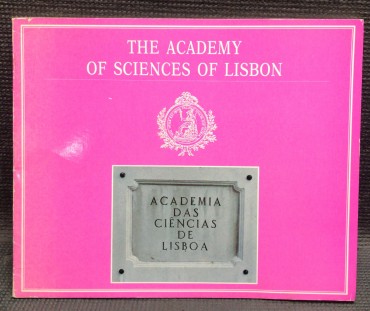 THE ACADEMY
OF SCIENCES OF LISBON
ACADEMIA
DAS
CIÊNCIAS
DE
LISBOA